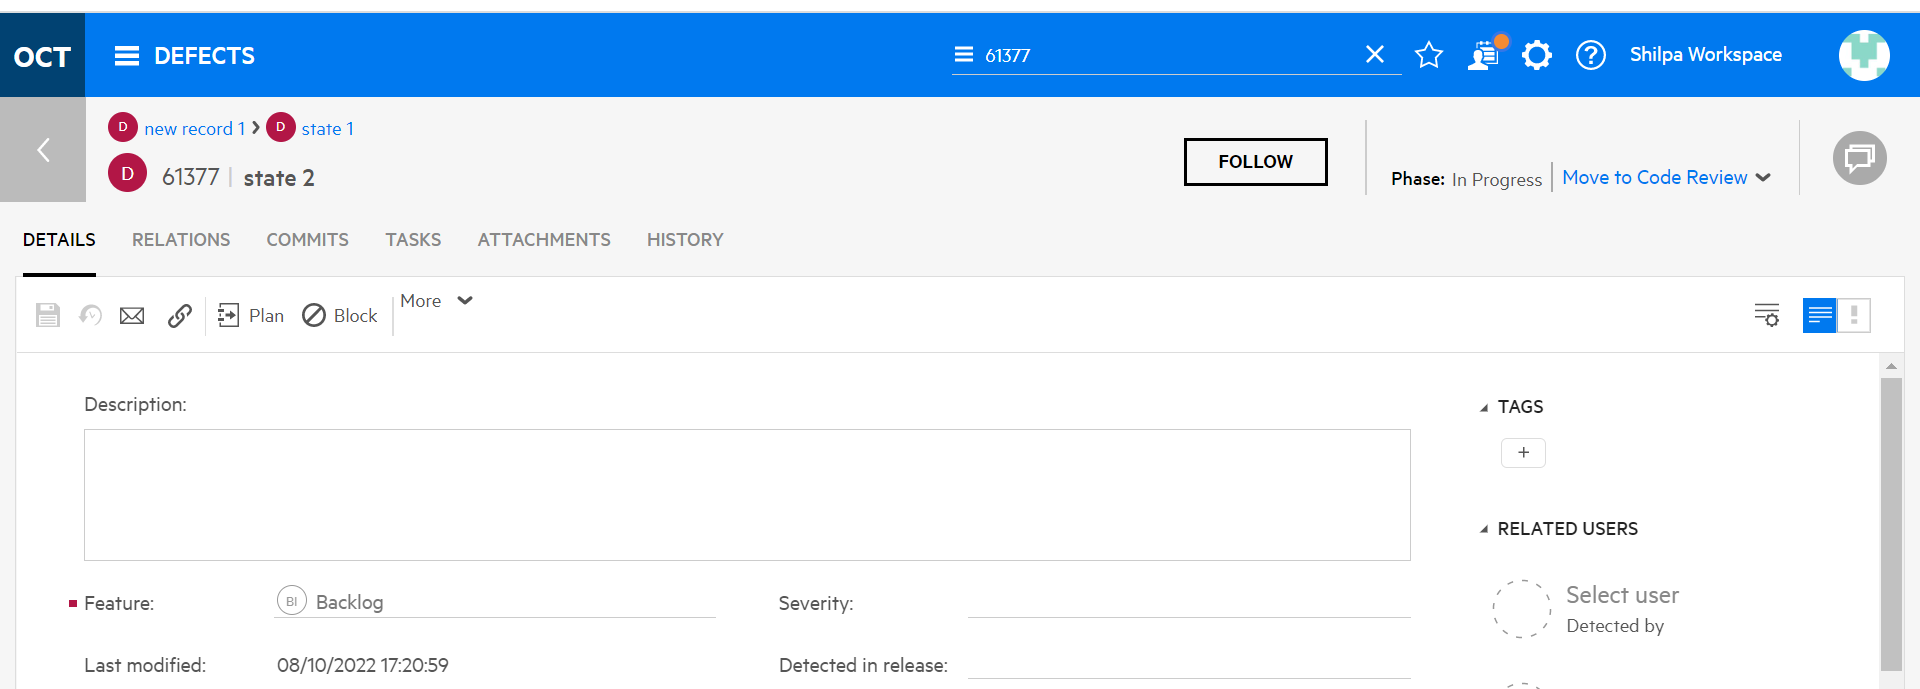 OCT DEFECTS 61377 Shilpa Workspace
D new record 1 D state 1
D 61377 state 2
FOLLOW
Phase: In Progress Move to Code Review
DETAILS RELATIONS COMMITS TASKS ATTACHMENTS HISTORY
Plan Block More
Description:
TAGS
+
RELATED USERS
Feature: BI Backlog Severity:
Select user
Detected by
Last modified: 08/10/2022 17:20:59 Detected in release: